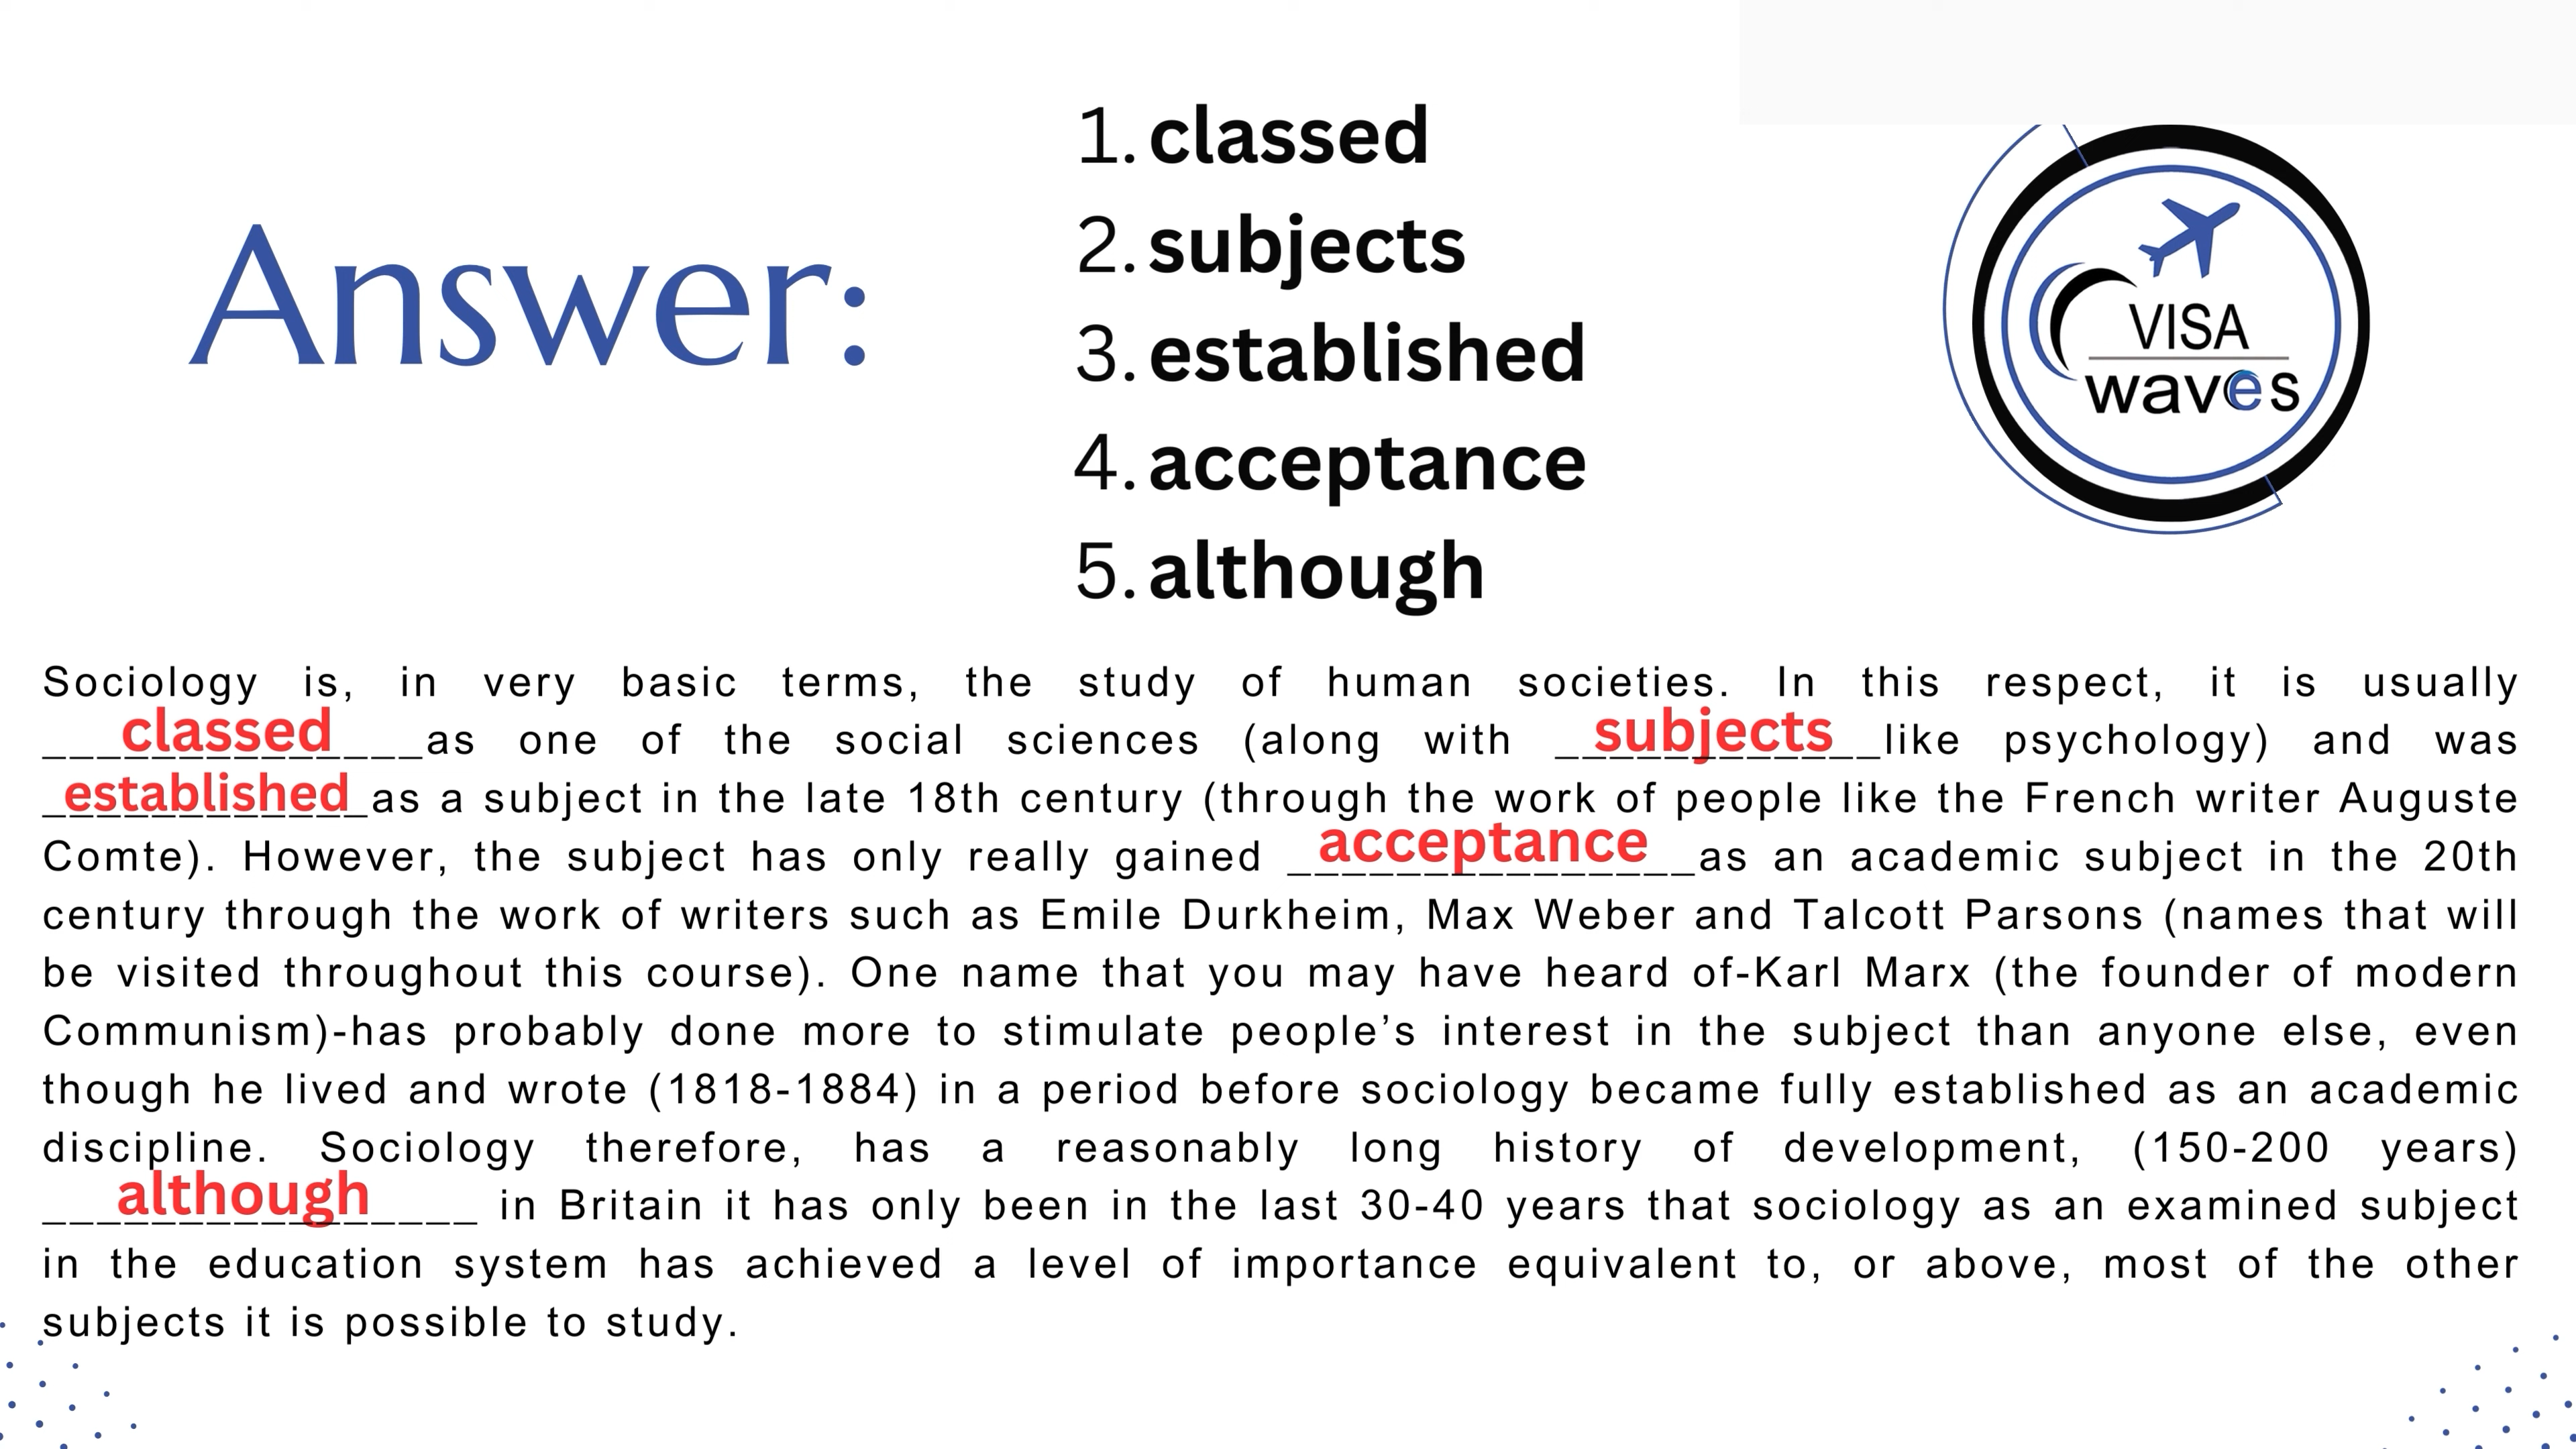 Answer:
1. classed
2. subjects
3. established
4. acceptance
5. although
VISA
waves
Sociology is, in very basic terms, the study of human societies. In this respect, it is usually
classed as one of the social sciences (along with subjects like psychology) and was
established as a subject in the late 18th century (through the work of people like the French writer Auguste
Comte). However, the subject has only really gained acceptance as an academic subject in the 20th
century through the work of writers such as Emile Durkheim, Max Weber and Talcott Parsons (names that will
be visited throughout this course). One name that you may have heard of-Karl Marx (the founder of modern
Communism)-has probably done more to stimulate people’s interest in the subject than anyone else, even
though he lived and wrote (1818-1884) in a period before sociology became fully established as an academic
discipline. Sociology therefore, has a reasonably long history of development, (150-200 years)
although in Britain it has only been in the last 30-40 years that sociology as an examined subject
in the education system has achieved a level of importance equivalent to, or above, most of the other
subjects it is possible to study.